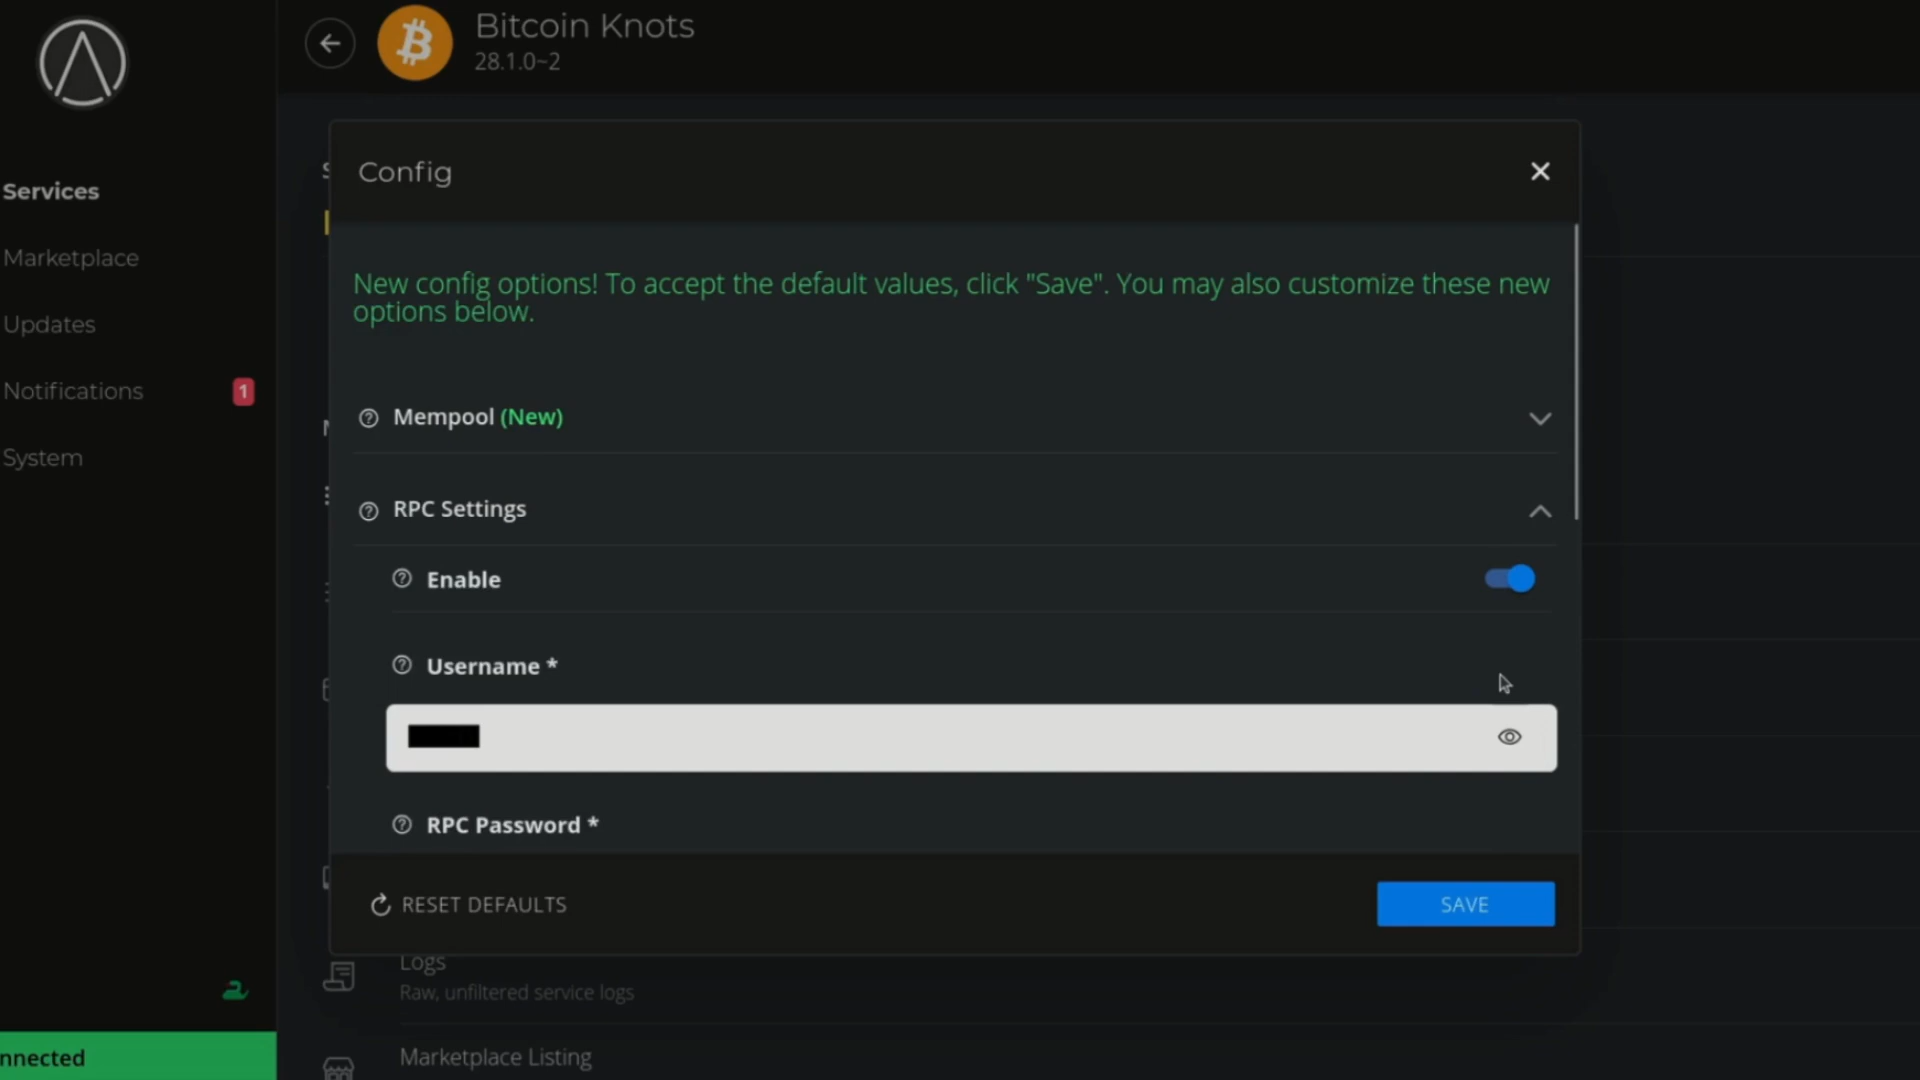 Bitcoin Knots
28.1.0~2
Services
Marketplace
Updates
Notifications
1
System
nnected
Config
New config options! To accept the default values, click "Save". You may also customize these new
options below.
Mempool (New)
RPC Settings
Enable
Username *
RPC Password *
RESET DEFAULTS
SAVE
Logs
Raw, unfiltered service logs
Marketplace Listing